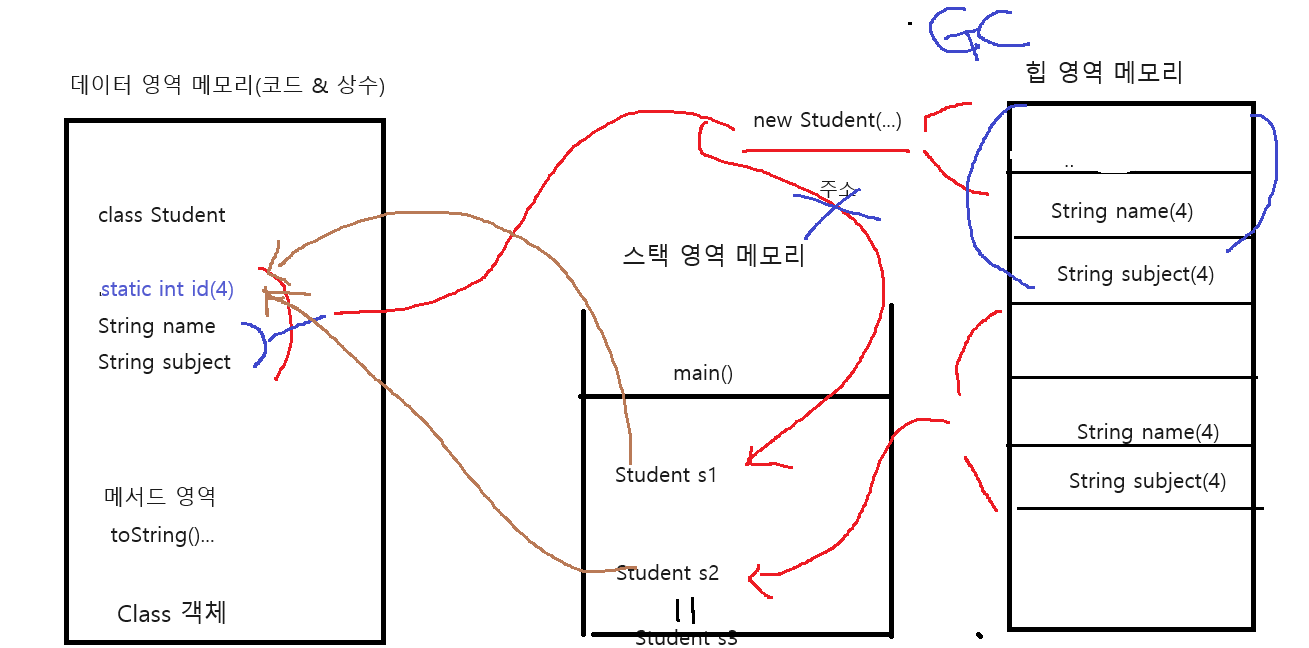 GC
데이터 영역 메모리(코드 & 상수)
힙 영역 메모리
new Student(...)
주소
스택 영역 메모리
class Student
static int id(4)
String name
String subject
메서드 영역
toString()...
Class 객체
main()
Student s1
Student s2
Student s3
..
String name(4)
String subject(4)
String name(4)
String subject(4)